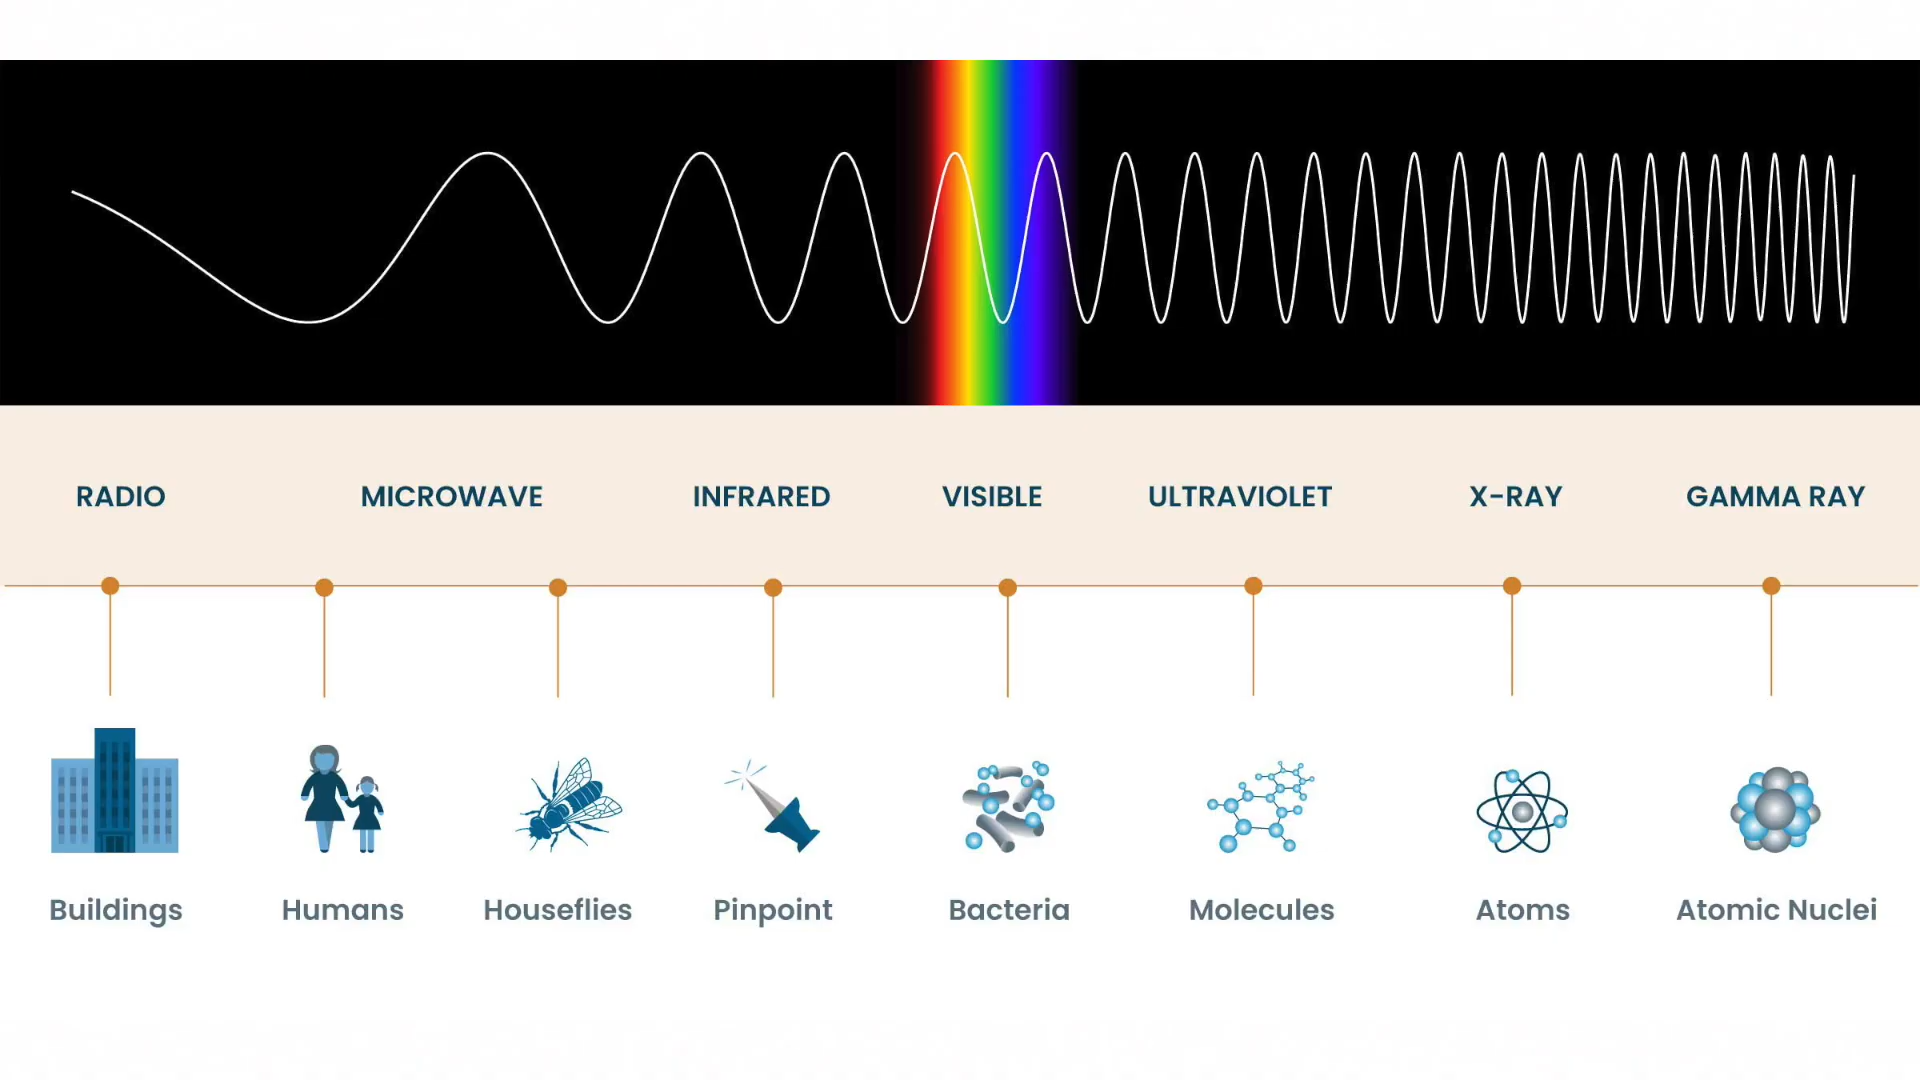 RADIO
MICROWAVE
INFRARED
VISIBLE
ULTRAVIOLET
X-RAY
GAMMA RAY
Buildings
Humans
Houseflies
Pinpoint
Bacteria
Molecules
Atoms
Atomic Nuclei